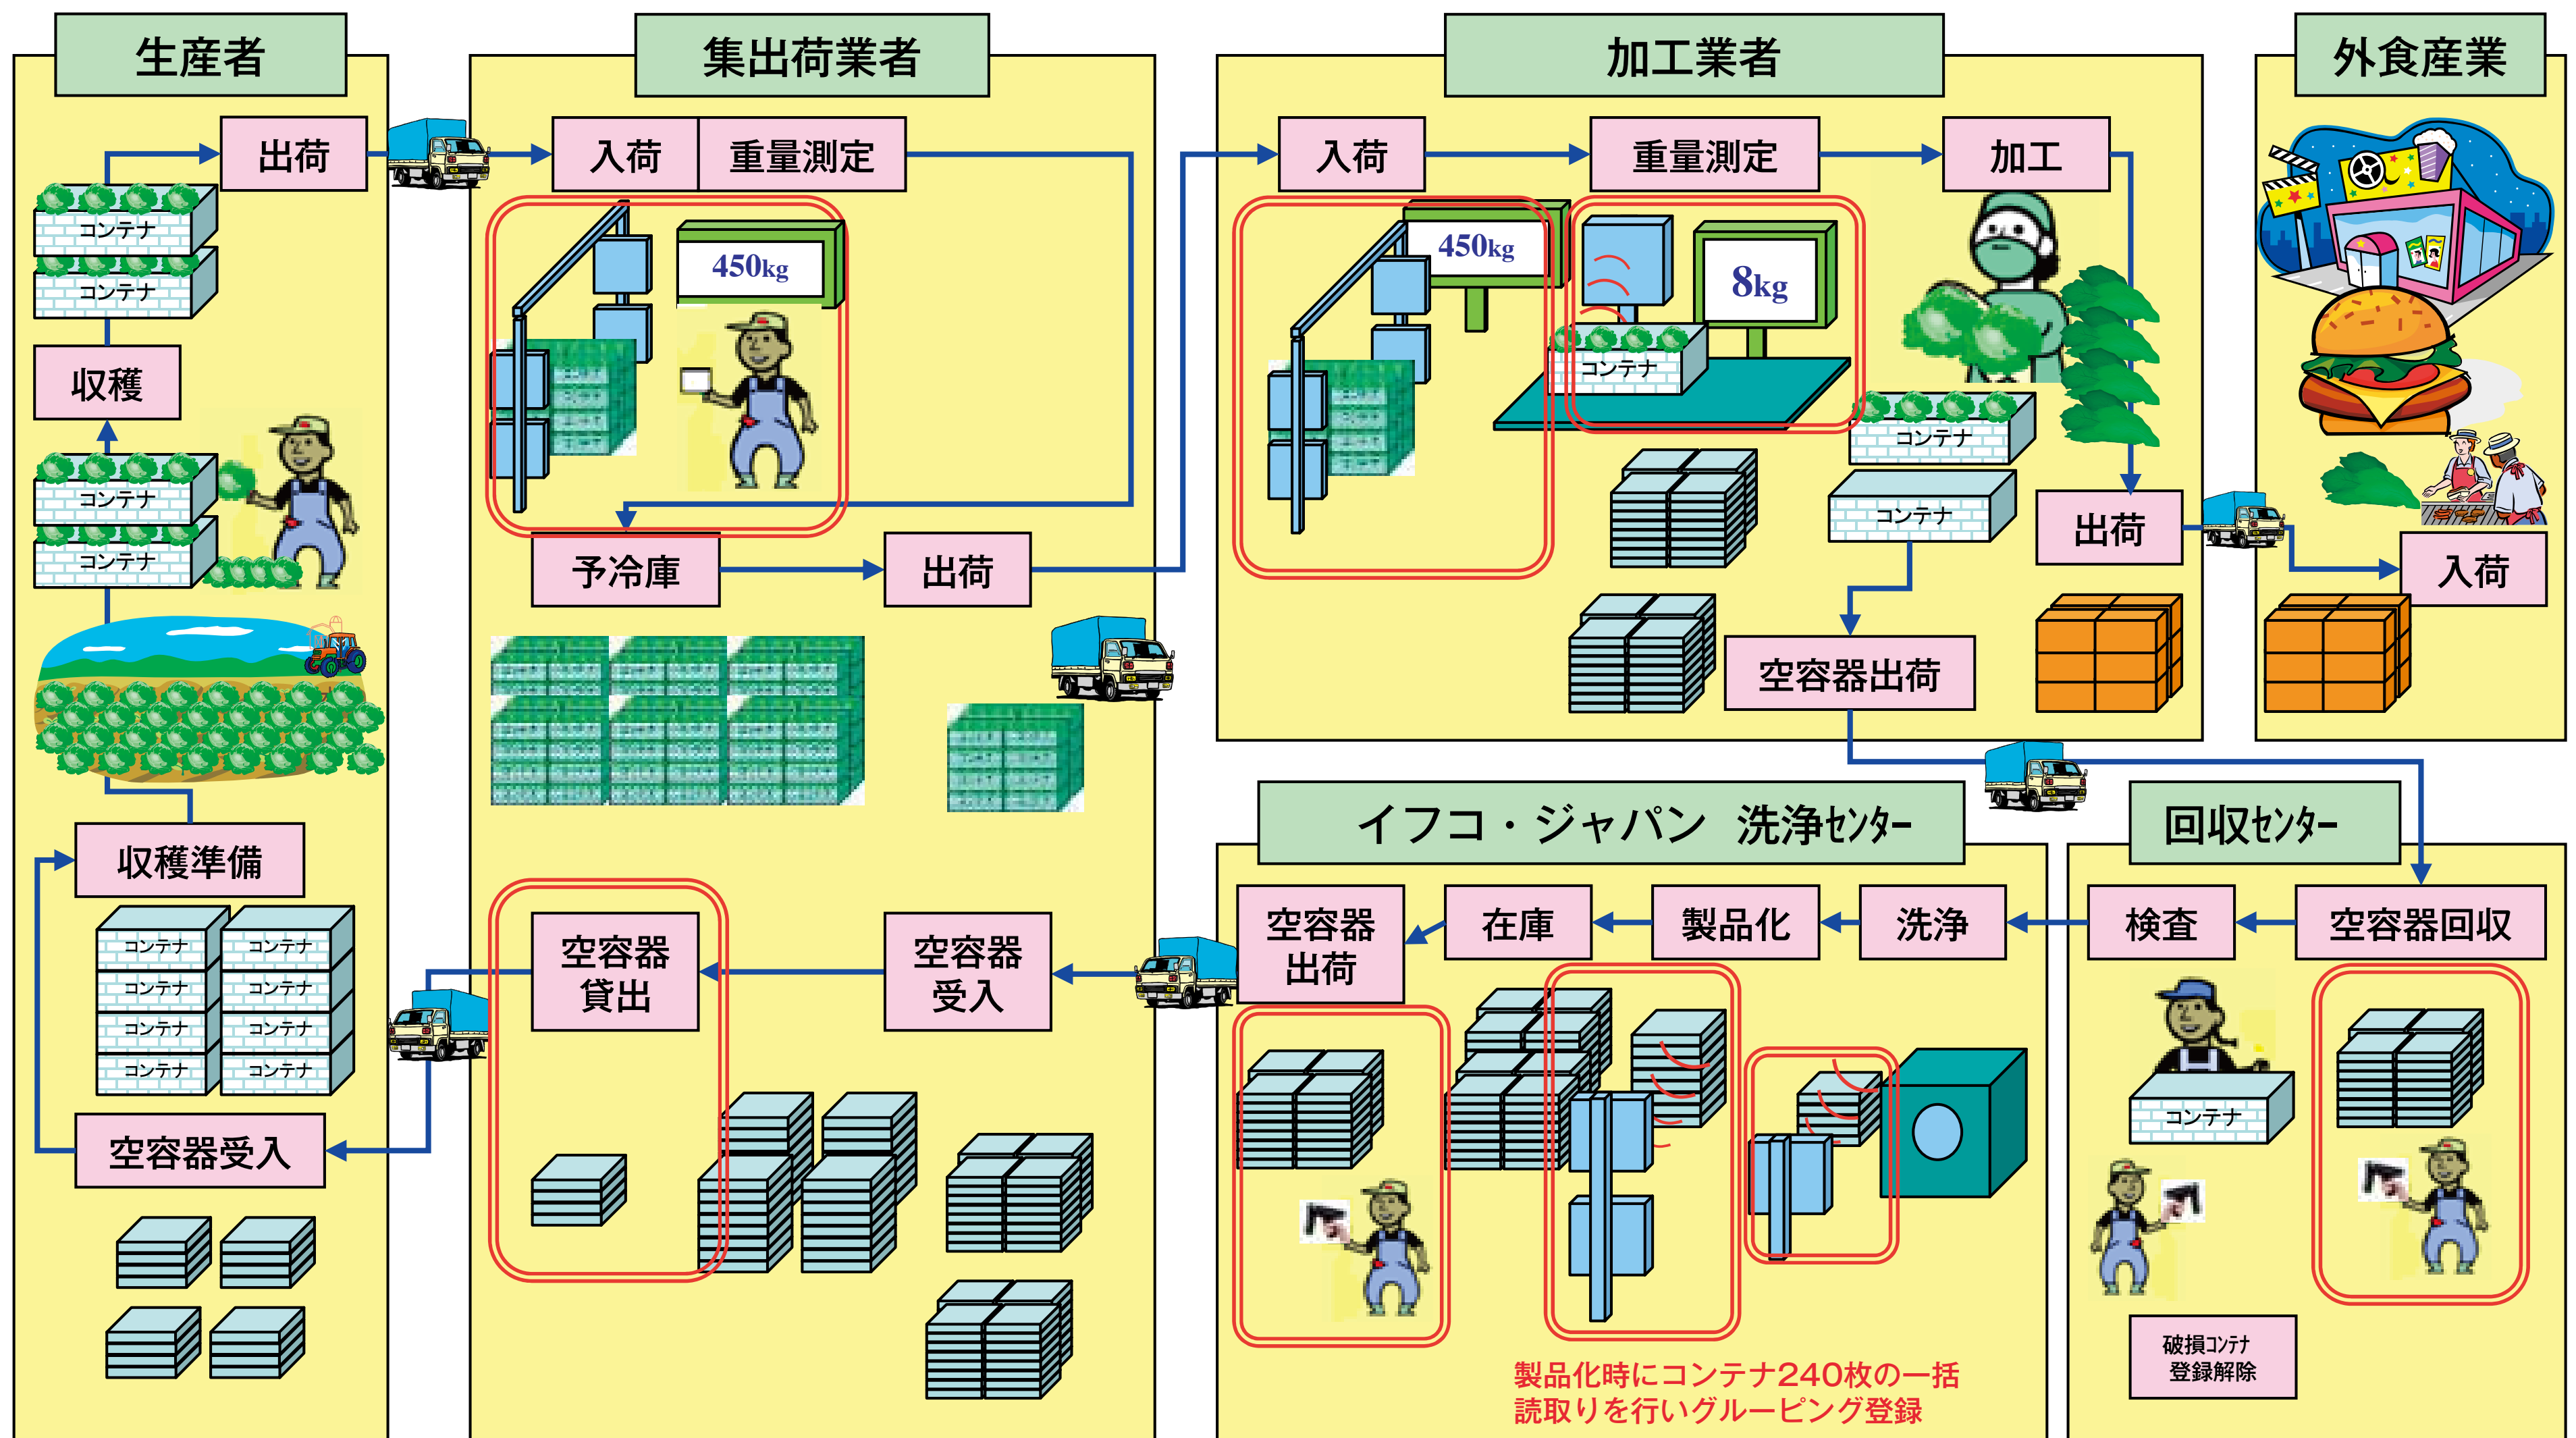 生産者
出荷
コンテナ
コンテナ
収穫
コンテナ
コンテナ
収穫準備
コンテナ
コンテナ
コンテナ
コンテナ
コンテナ
コンテナ
コンテナ
コンテナ
空容器受入
集出荷業者
入荷
重量測定
450kg
予冷庫
出荷
空容器
貸出
空容器
受入
加工業者
入荷
重量測定
加工
450kg
8kg
コンテナ
コンテナ
コンテナ
出荷
空容器出荷
外食産業
入荷
イフコ・ジャパン 洗浄ｾﾝﾀｰ
空容器
出荷
在庫
製品化
洗浄
製品化時にコンテナ240枚の一括
読取りを行いグルーピング登録
回収ｾﾝﾀｰ
検査
空容器回収
コンテナ
破損ｺﾝﾃﾅ
登録解除